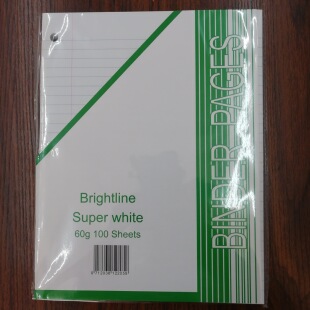 Brightline
Super white
60g 100 Sheets
BINDER PAGES